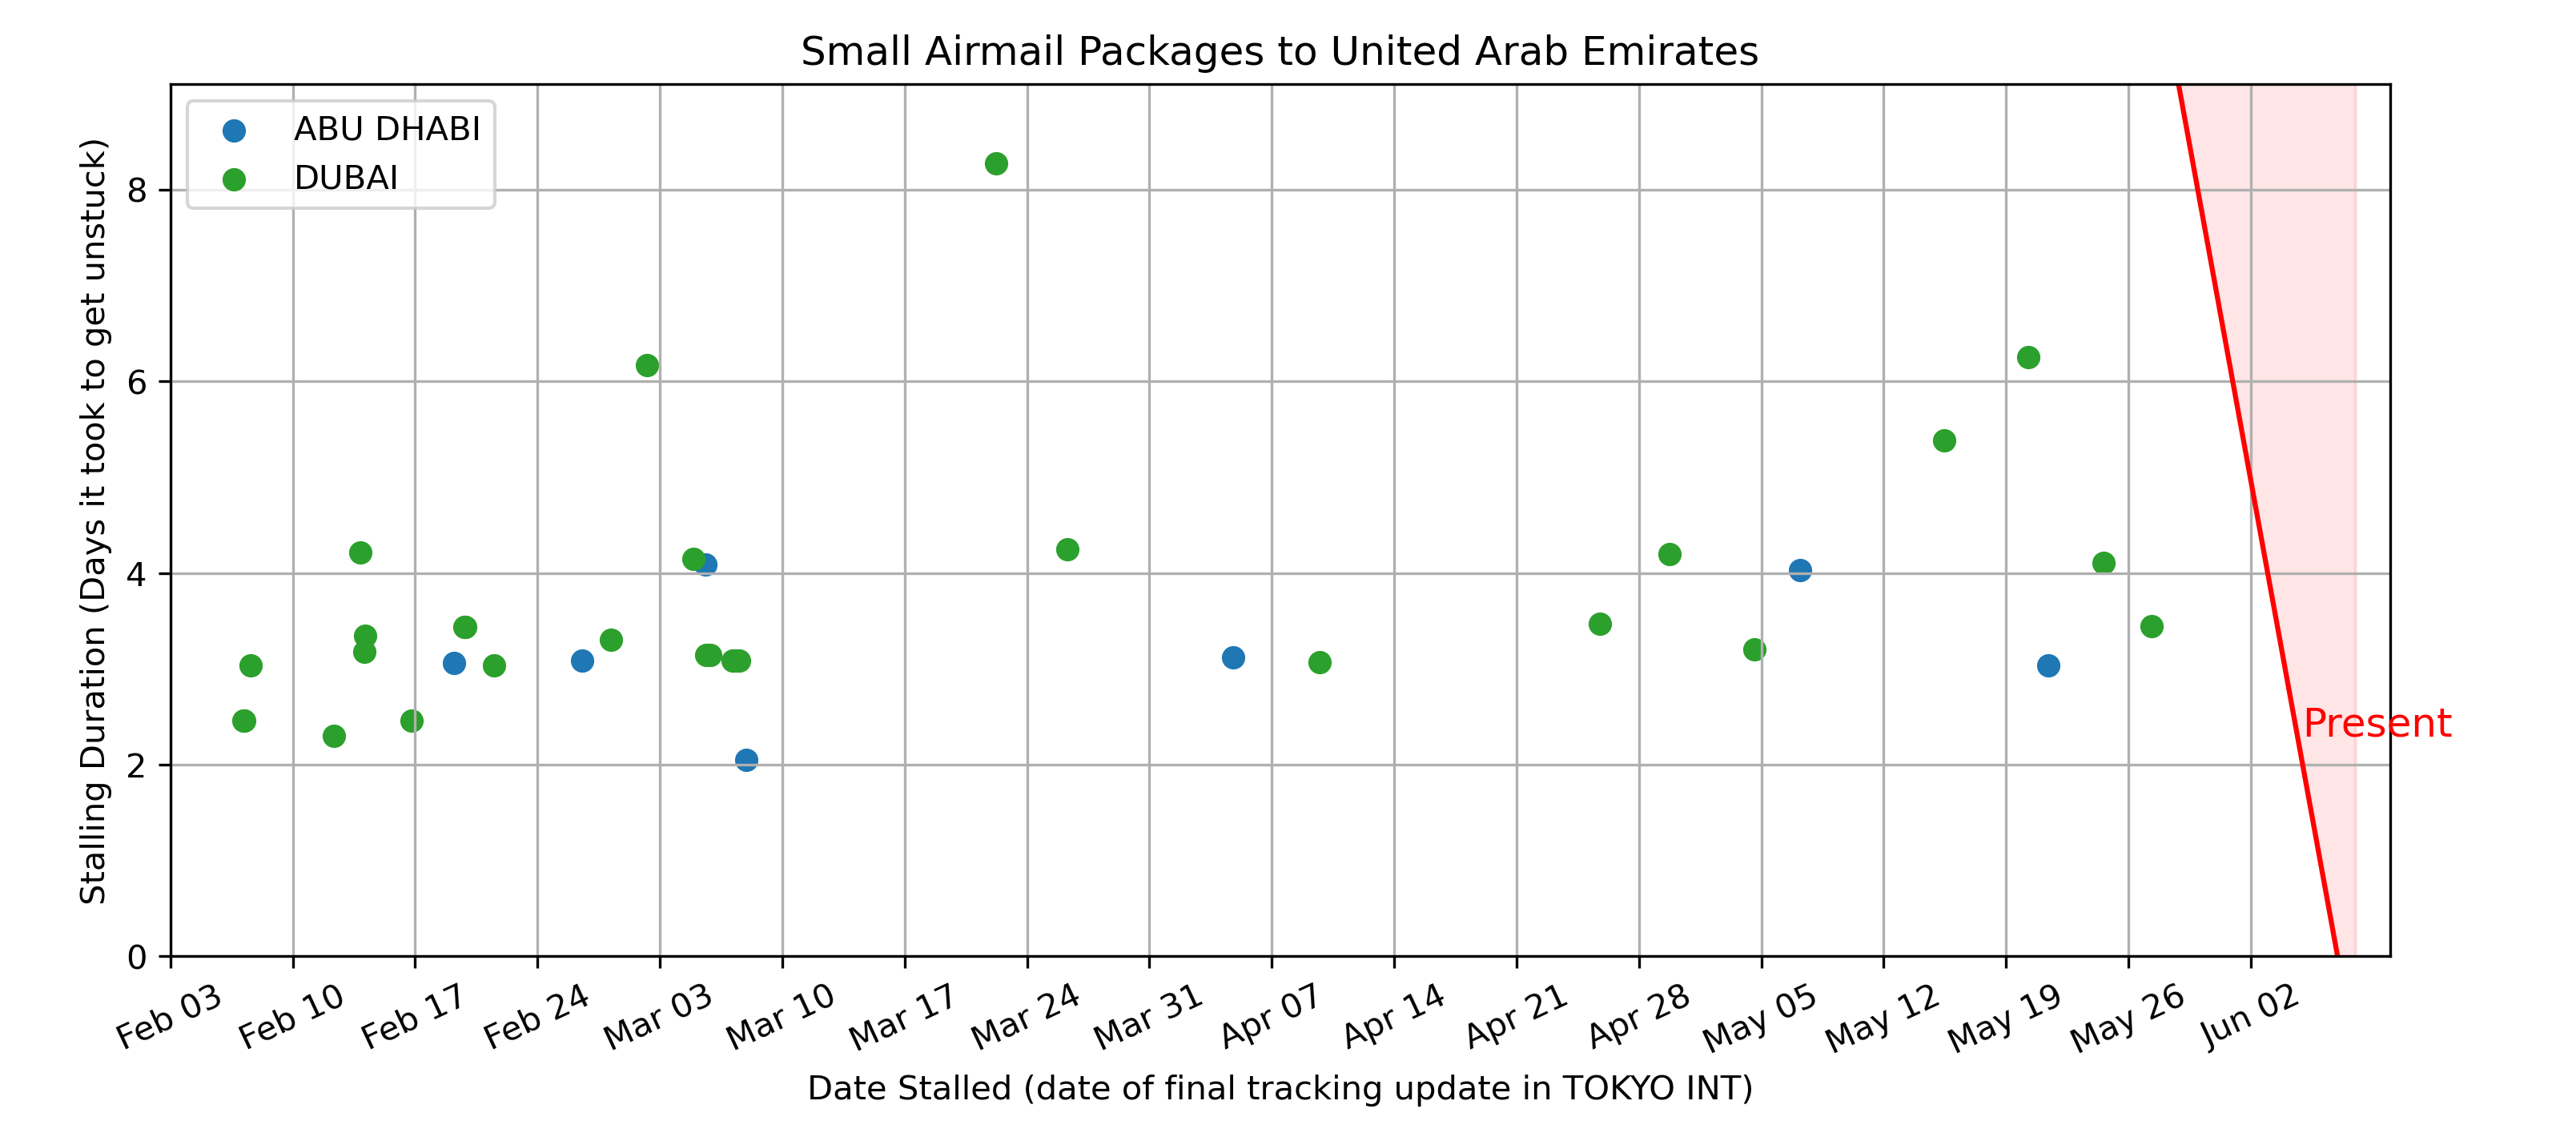 Small Airmail Packages to United Arab Emirates
ABU DHABI
DUBAI
Stalling Duration (Days it took to get unstuck)
8
6
4
2
0
Present
Feb 03
Feb 10
Feb 17
Feb 24
Mar 03
Mar 10
Mar 17
Mar 24
Mar 31
Apr 07
Apr 14
Apr 21
Apr 28
May 05
May 12
May 19
May 26
Jun 02
Date Stalled (date of final tracking update in TOKYO INT)